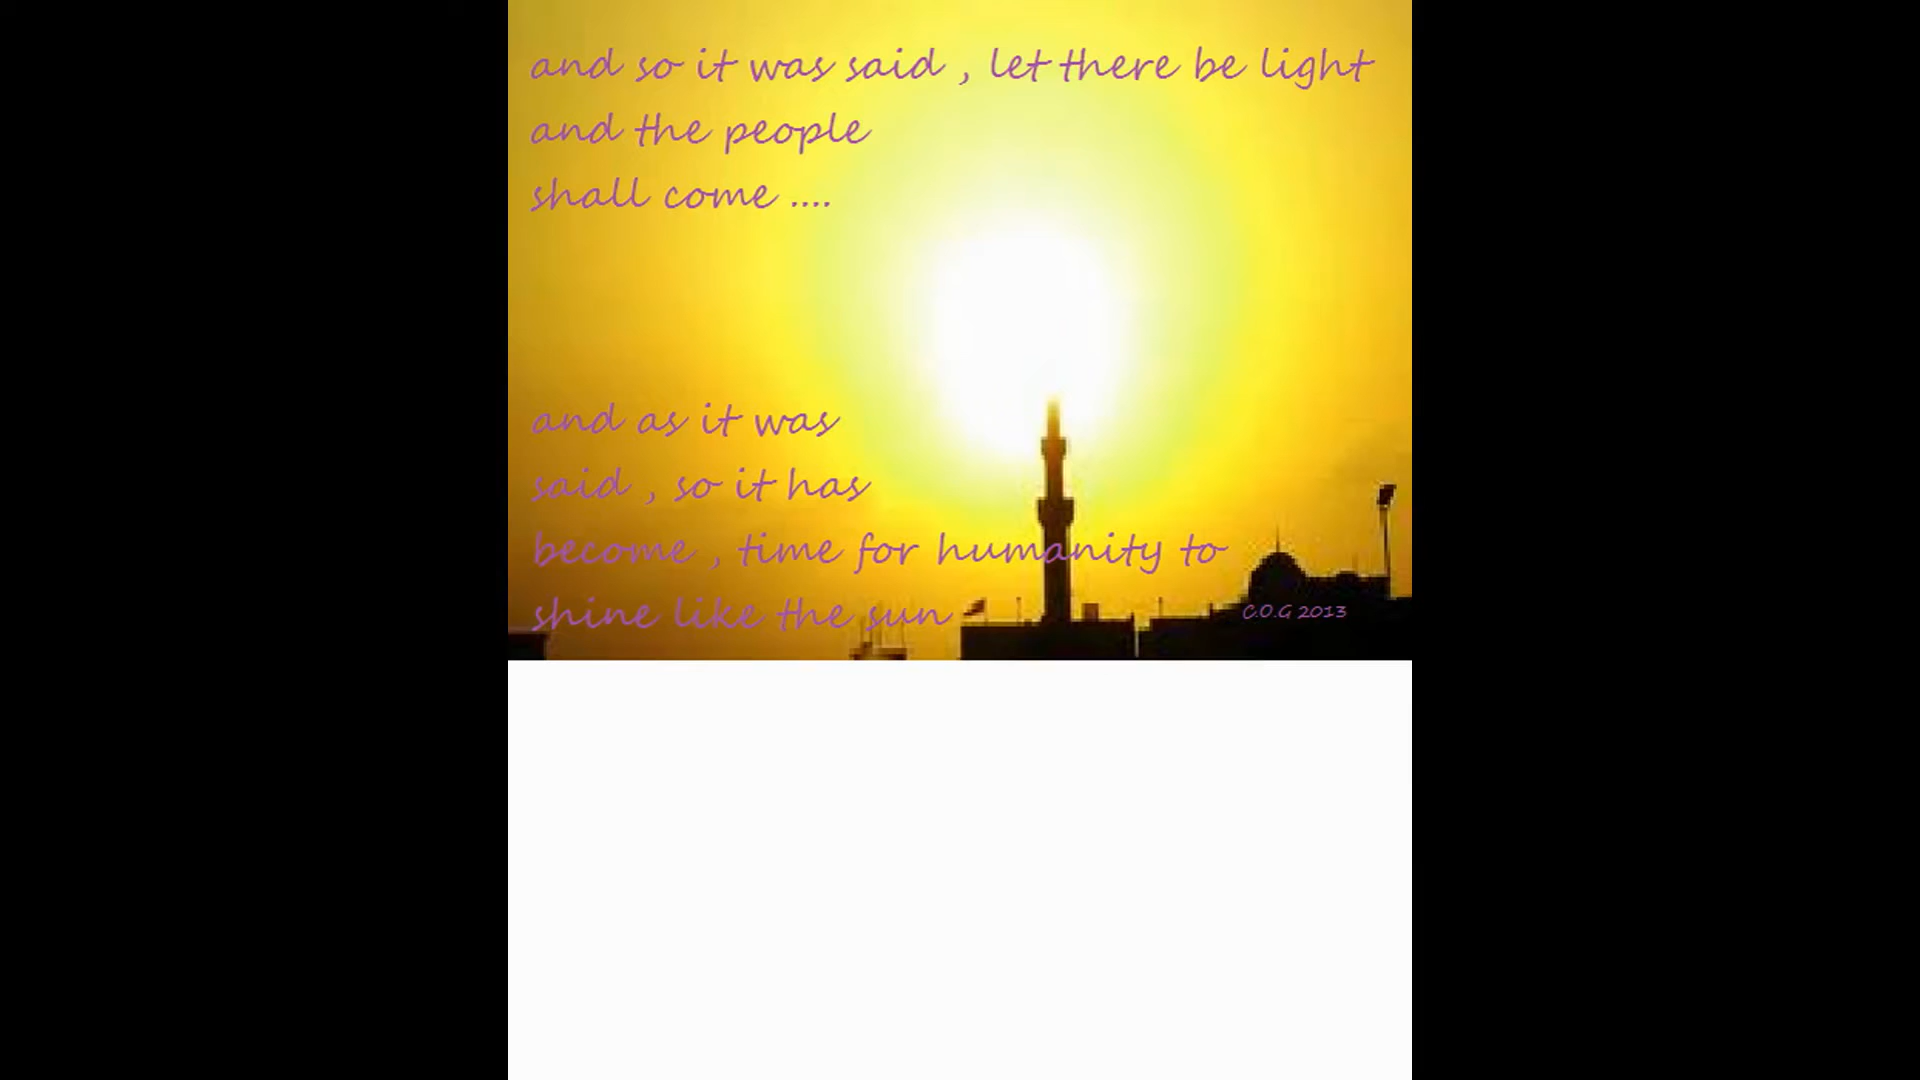 and so it was said , let there be light
and the people
shall come ....
and as it was
said , so it has
become , time for humanity to
shine like the sun
C.O.G 2013